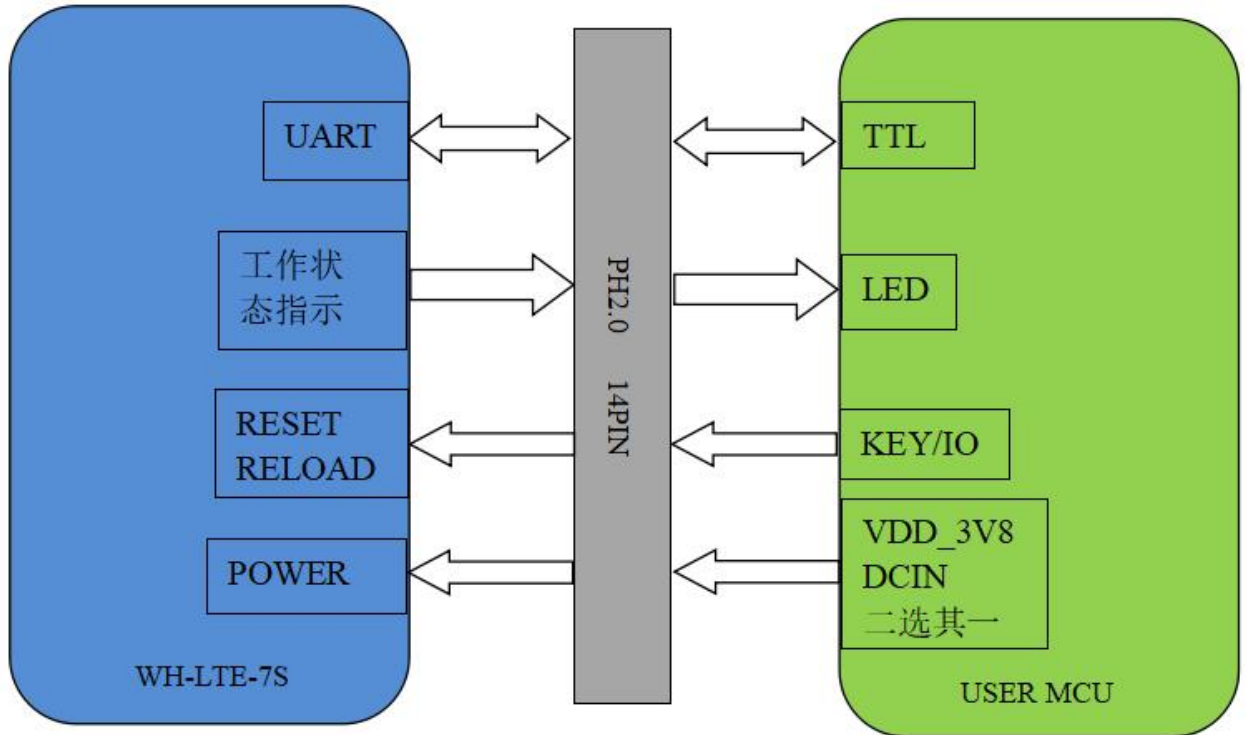 UART
工作状
态指示
RESET
RELOAD
POWER
WH-LTE-7S
PH2.0 14PIN
TTL
LED
KEY/IO
VDD_3V8
DCIN
二选其一
USER MCU